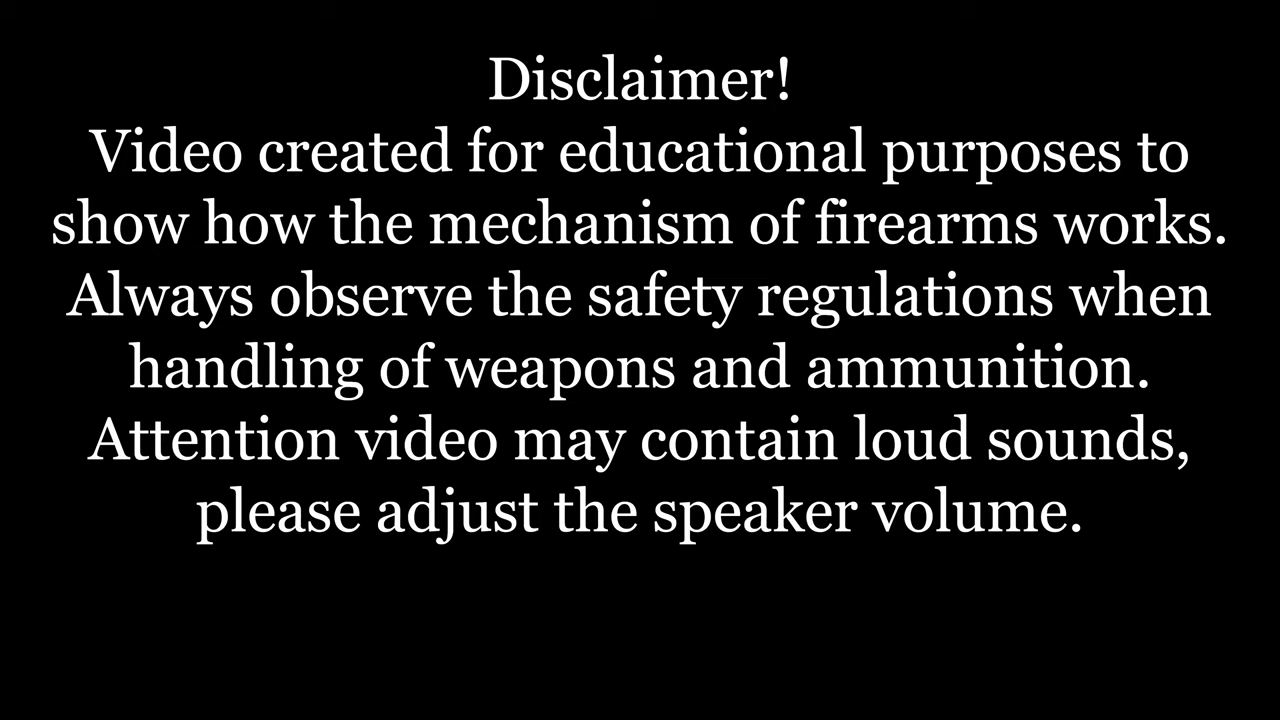 Disclaimer!
Video created for educational purposes to
show how the mechanism of firearms works.
Always observe the safety regulations when
handling of weapons and ammunition.
Attention video may contain loud sounds,
please adjust the speaker volume.